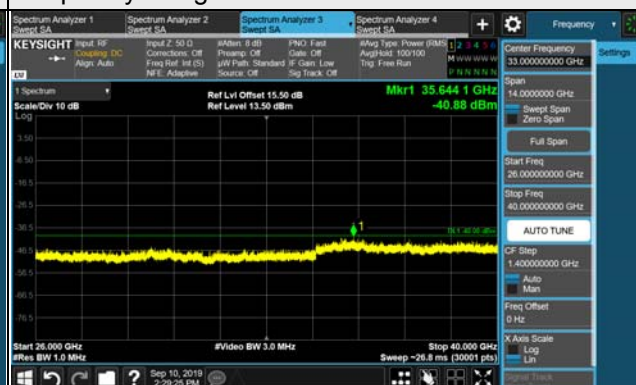 Spectrum Analyzer 1
Swept SA
Spectrum Analyzer 2
Swept SA
Spectrum Analyzer 3
Swept SA
Spectrum Analyzer 4
Swept SA
Frequency
KEYSIGHT
Input: RF
Coupling: DC
Align: Auto
Input Z: 50 Ω
Corrections: Off
Freq Ref: Int (S)
NFE: Adaptive
#Atten: 8 dB
Preamp: Off
µW Path: Standard
Source: Off
PNO: Fast
Gate: Off
IF Gain: Low
Sig Track: Off
#Avg Type: Power (RMS)
Avg|Hold: 100/100
Trig: Free Run
1 2 3 4 5 6
M W W W W W
P N N N N N
1 Spectrum
Scale/Div 10 dB
Log
Ref Lvl Offset 15.50 dB
Ref Level 13.50 dBm
Mkr1 35.644 1 GHz
-40.88 dBm
3.50
-6.50
-16.5
-26.5
-36.5
-46.5
-56.5
-66.5
-76.5
1
Start 26.000 GHz
#Res BW 1.0 MHz
#Video BW 3.0 MHz
Stop 40.000 GHz
Sweep ~26.8 ms (30001 pts)
Sep 10, 2019
2:29:25 PM
Center Frequency
33.000000000 GHz
Settings
Span
14.0000000 GHz
Swept Span
Zero Span
Full Span
Start Freq
26.000000000 GHz
Stop Freq
40.000000000 GHz
AUTO TUNE
CF Step
1.400000000 GHz
Auto
Man
Freq Offset
0 Hz
X Axis Scale
Log
Lin
Signal Track